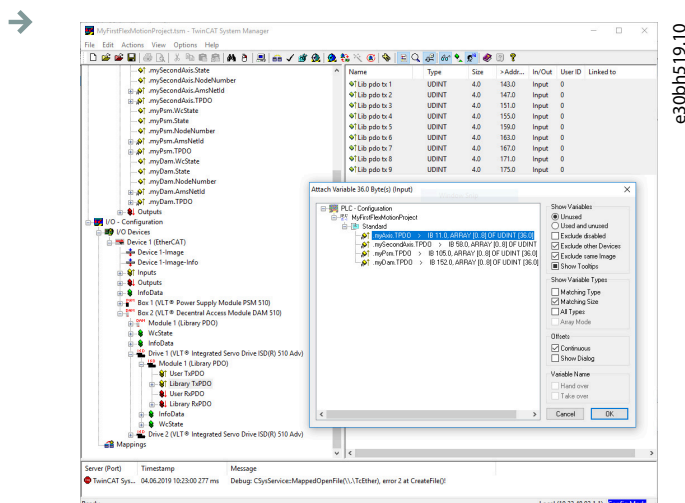 MyFirstFlexMotionProject.tsm - TwinCAT System Manager
File Edit Actions View Options Help
.mySecondAxis.State
.mySecondAxis.NodeNumber
.mySecondAxis.AmsNetId
.mySecondAxis.TPDO
.myPsm.WcState
.myPsm.State
.myPsm.NodeNumber
.myPsm.AmsNetId
.myPsm.TPDO
.myDam.WcState
.myDam.State
.myDam.NodeNumber
.myDam.AmsNetId
.myDam.TPDO
Outputs
I/O - Configuration
I/O Devices
Device 1 (EtherCAT)
Device 1-Image
Device 1-Image-Info
Inputs
Outputs
InfoData
Box 1 (VLT® Power Supply Module PSM 510)
Box 2 (VLT® Decentral Access Module DAM 510)
Module 1 (Library PDO)
WcState
InfoData
Drive 1 (VLT® Integrated Servo Drive ISD(R) 510 Adv)
Module 1 (Library PDO)
User TxPDO
Library TxPDO
User RxPDO
Library RxPDO
InfoData
WcState
Drive 2 (VLT® Integrated Servo Drive ISD(R) 510 Adv)
Mappings
Name Type Size >Addr... In/Out User ID Linked to
Lib pdo tx 1 UDINT 4.0 143.0 Input 0
Lib pdo tx 2 UDINT 4.0 147.0 Input 0
Lib pdo tx 3 UDINT 4.0 151.0 Input 0
Lib pdo tx 4 UDINT 4.0 155.0 Input 0
Lib pdo tx 5 UDINT 4.0 159.0 Input 0
Lib pdo tx 6 UDINT 4.0 163.0 Input 0
Lib pdo tx 7 UDINT 4.0 167.0 Input 0
Lib pdo tx 8 UDINT 4.0 171.0 Input 0
Lib pdo tx 9 UDINT 4.0 175.0 Input 0
Attach Variable 36.0 Byte(s) (Input)
PLC - Configuration
MyFirstFlexMotionProject
Standard
.myAxis.TPDO > IB 11.0, ARRAY [0..8] OF UDINT [36.0]
.mySecondAxis.TPDO > IB 58.0, ARRAY [0..8] OF UDINT
.myPsm.TPDO > IB 105.0, ARRAY [0..8] OF UDINT [36.0]
.myDam.TPDO > IB 152.0, ARRAY [0..8] OF UDINT [36.0]
Show Variables
Unused
Used and unused
Exclude disabled
Exclude other Devices
Exclude same Image
Show Tooltips
Show Variable Types
Matching Type
Matching Size
All Types
Array Mode
Offsets
Continuous
Show Dialog
Variable Name
Hand over
Take over
Cancel OK
Server (Port) Timestamp Message
TwinCAT Sys... 04.06.2019 10:23:00 277 ms Debug: CSysService::MappedOpenFile(\\.\TcEther), error 2 at CreateFile()!
e30bh519.10